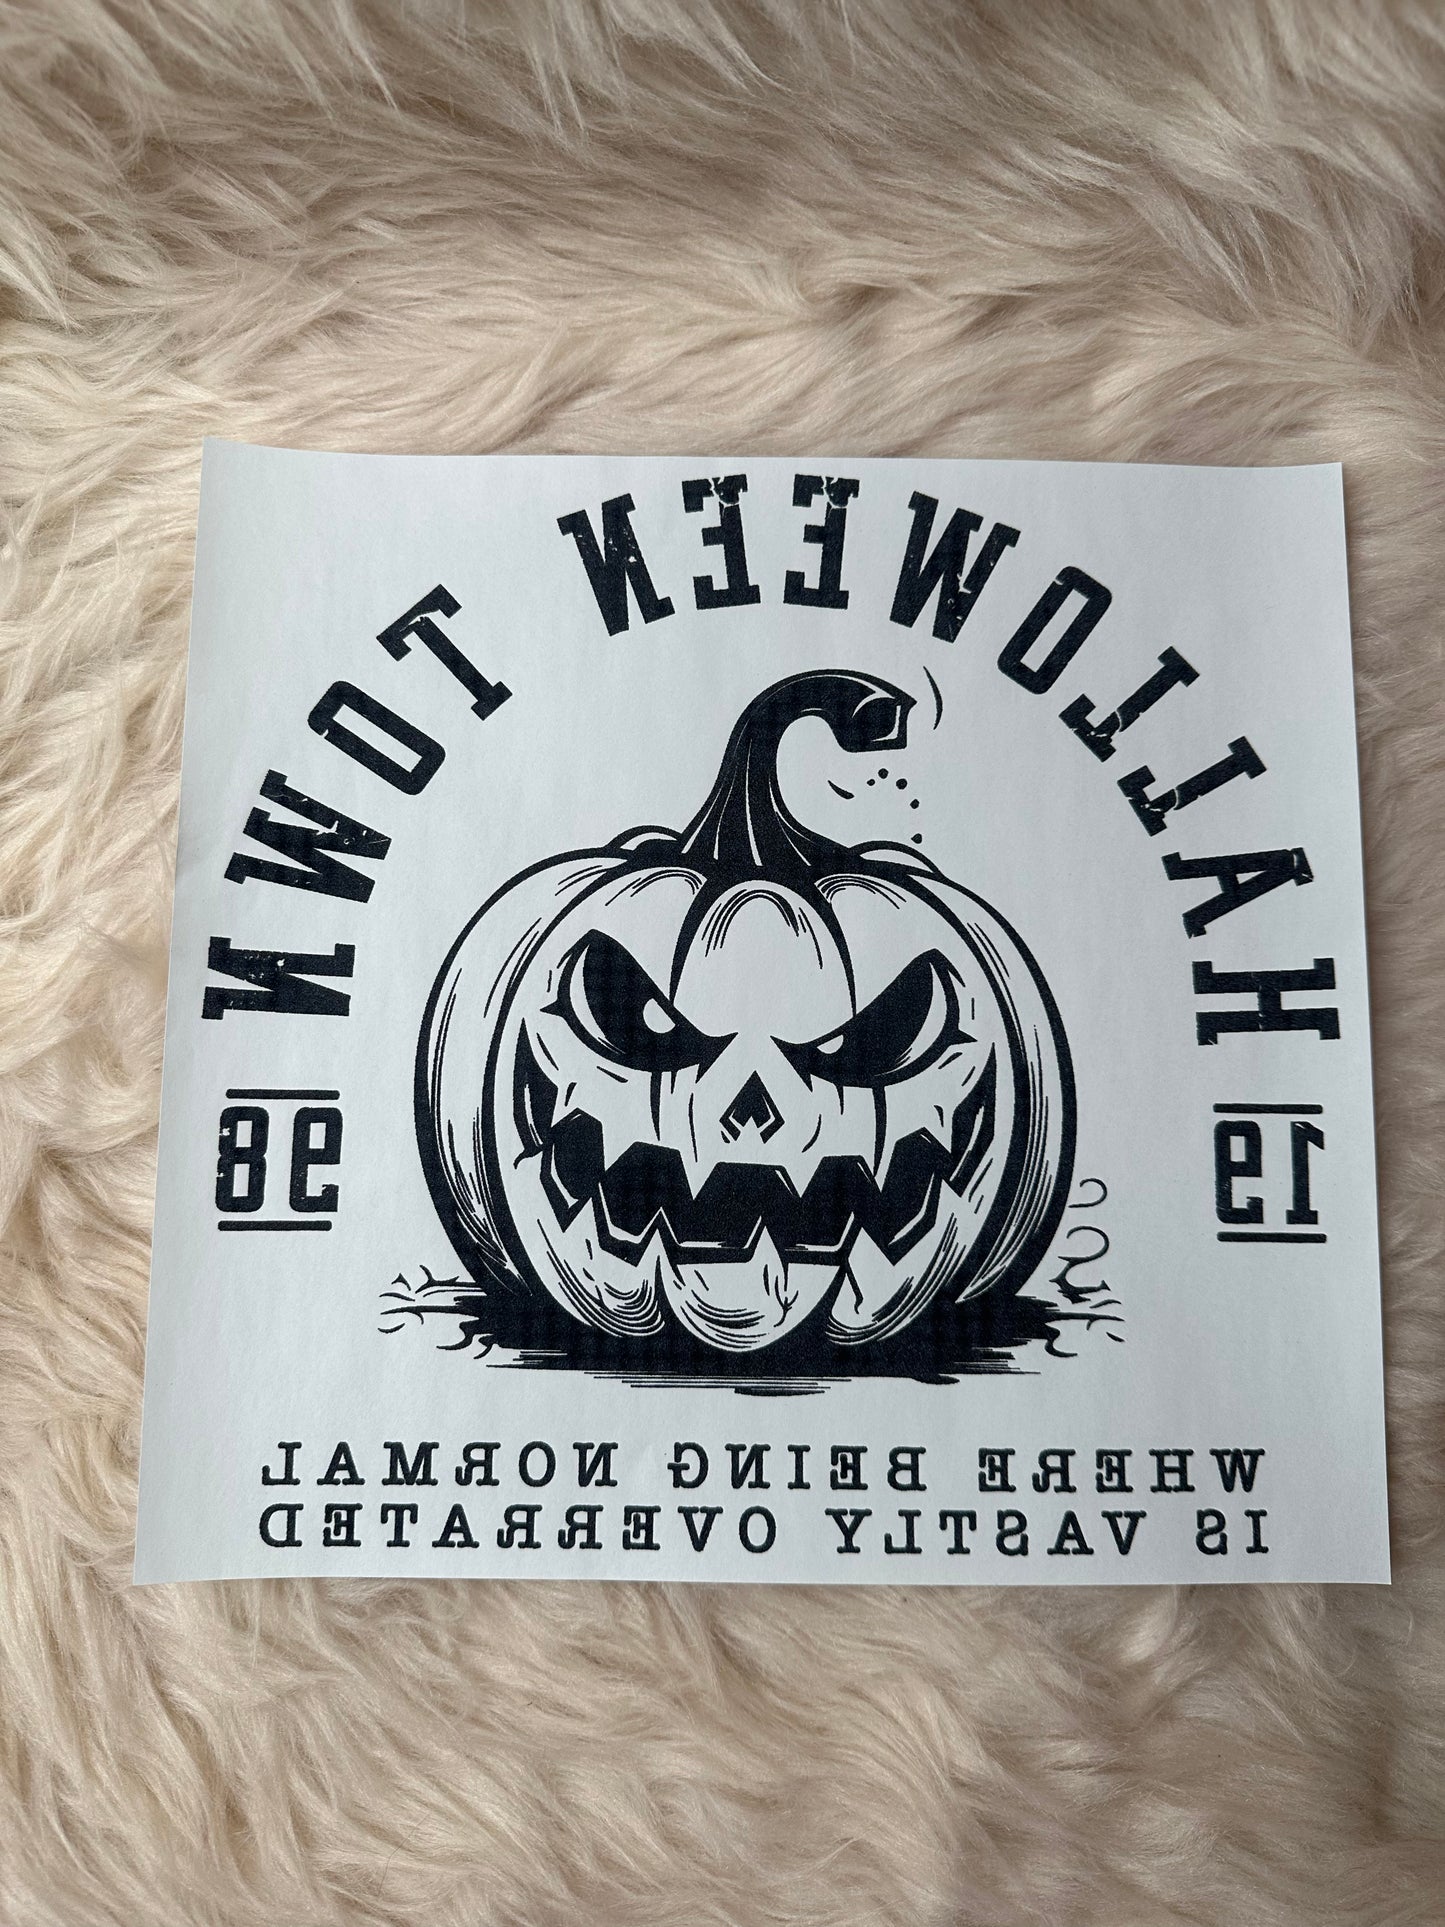 HALLOWEEN TOWN
19 98
WHERE BEING NORMAL
IS VASTLY OVERRATED